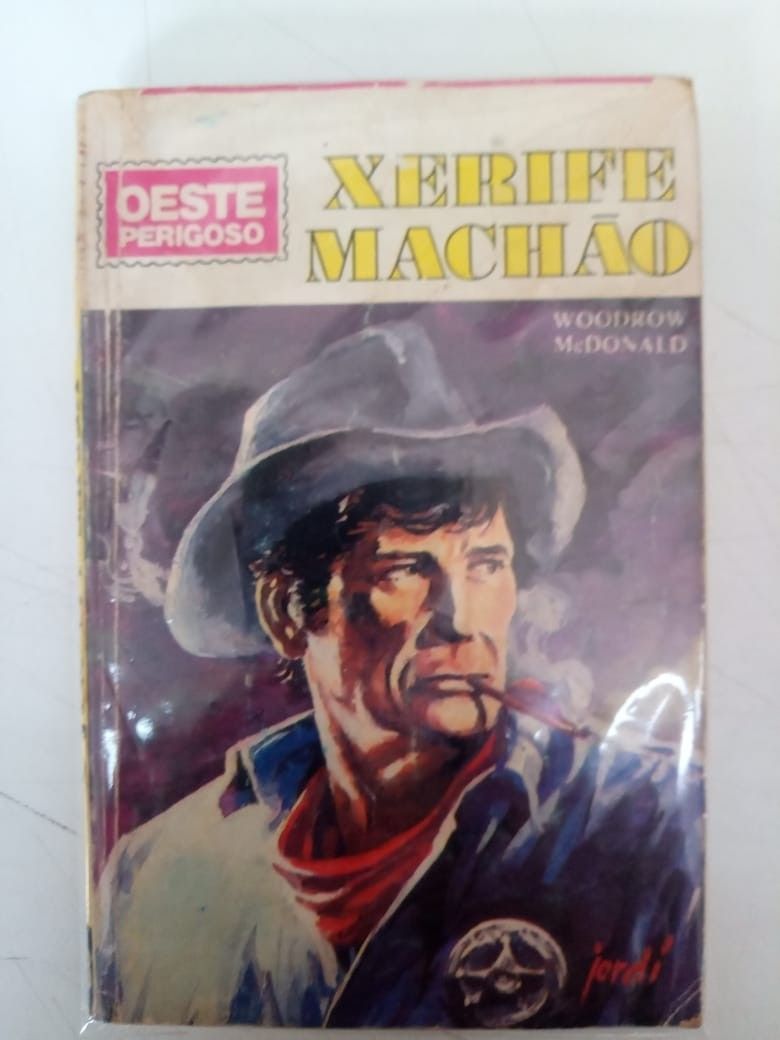 OESTE
PERIGOSO
XERIFE
MACHÃO
WOODROW
McDONALD
jordi